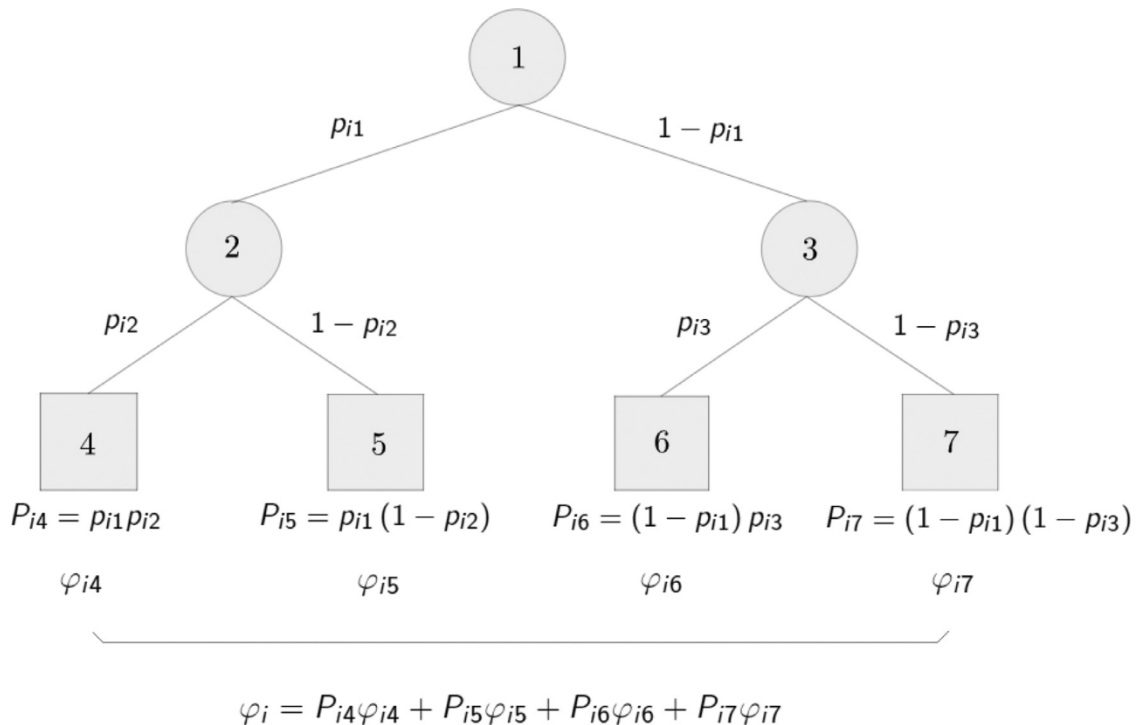 1
p_{i1} 1 − p_{i1}
2 3
p_{i2} 1 − p_{i2} p_{i3} 1 − p_{i3}
4 5 6 7
P_{i4} = p_{i1}p_{i2} P_{i5} = p_{i1} (1 − p_{i2}) P_{i6} = (1 − p_{i1}) p_{i3} P_{i7} = (1 − p_{i1}) (1 − p_{i3})
φ_{i4} φ_{i5} φ_{i6} φ_{i7}
φ_i = P_{i4}φ_{i4} + P_{i5}φ_{i5} + P_{i6}φ_{i6} + P_{i7}φ_{i7}